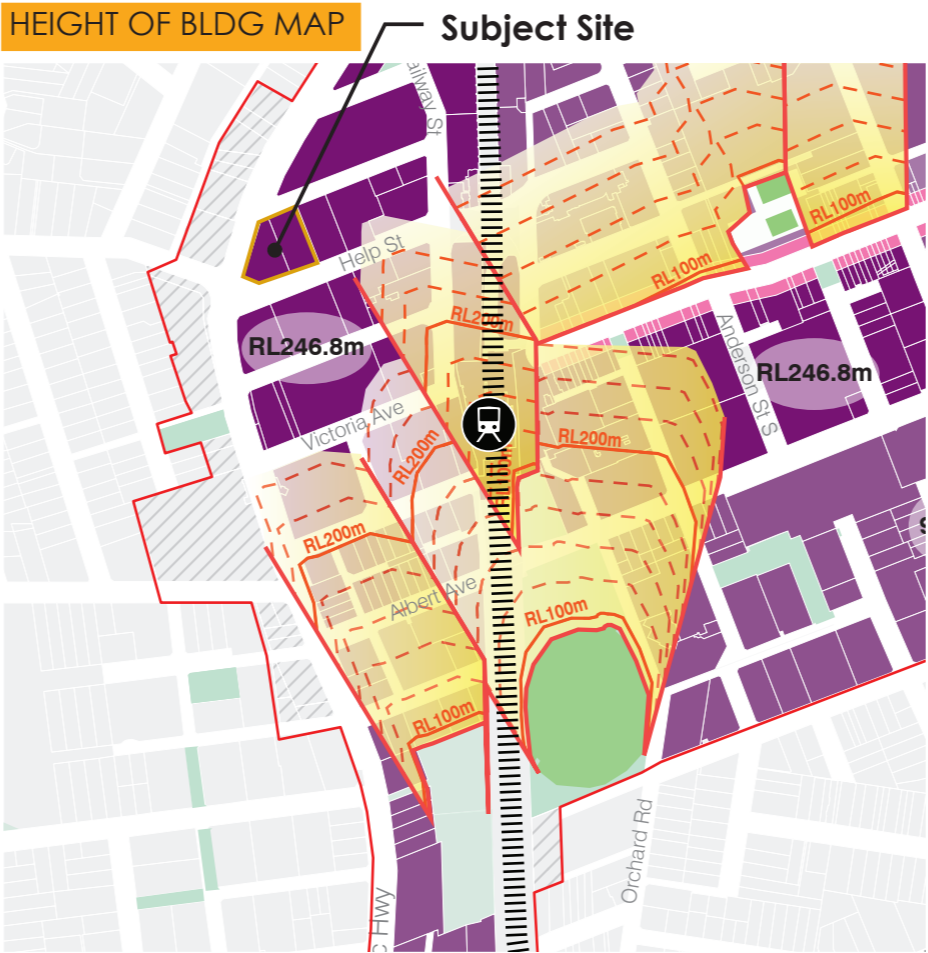 HEIGHT OF BLDG MAP
Subject Site
ailway St
Help St
RL100m
RL100m
RL200m
RL246.8m
RL246.8m
Anderson St S
Victoria Ave
RL200m
RL200m
RL200m
Albert Ave
RL100m
RL100m
Orchard Rd
c Hwy